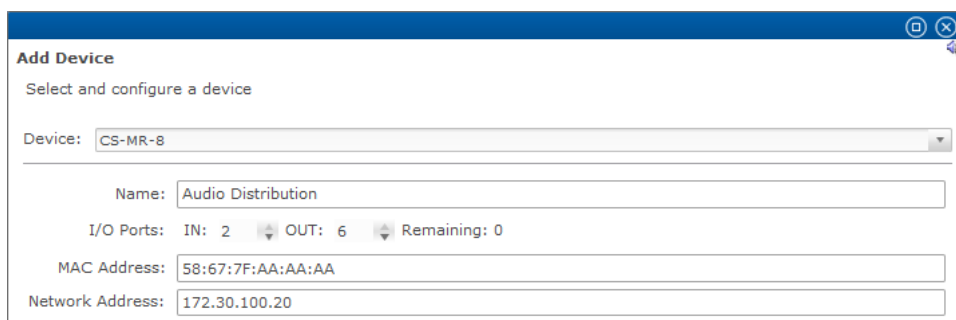 Add Device
Select and configure a device
Device: CS-MR-8
Name: Audio Distribution
I/O Ports: IN: 2 OUT: 6 Remaining: 0
MAC Address: 58:67:7F:AA:AA:AA
Network Address: 172.30.100.20